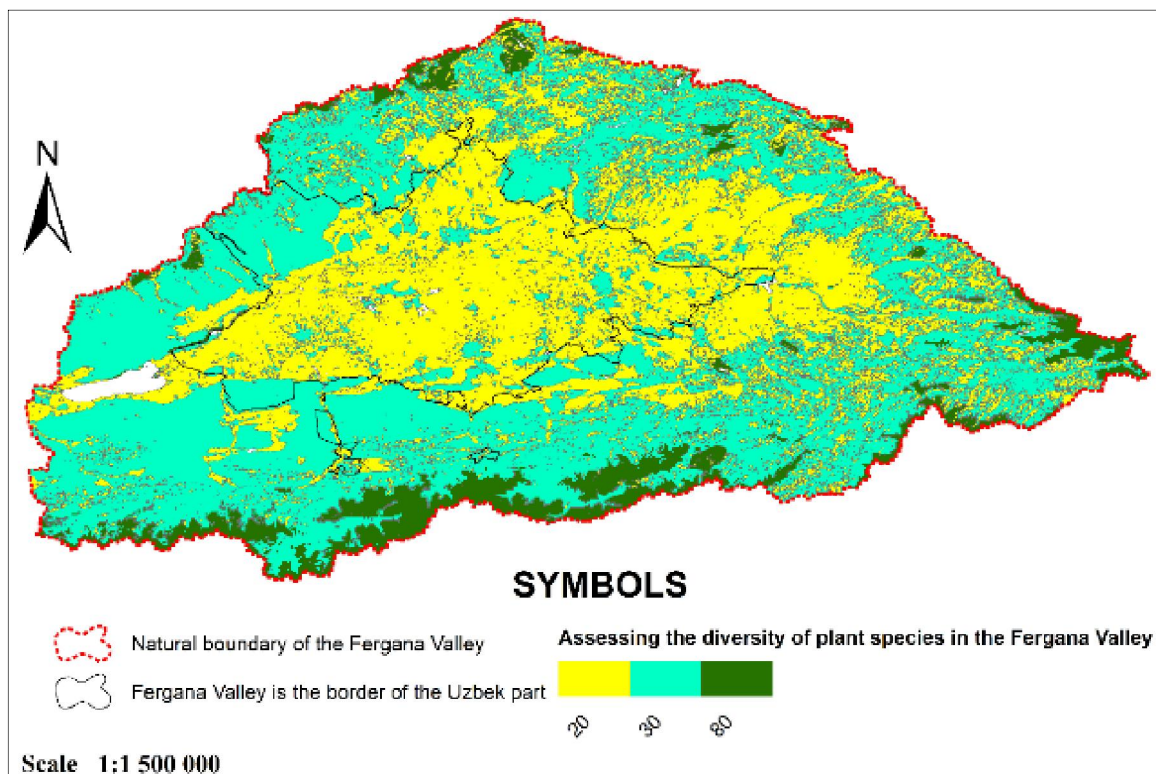 N
SYMBOLS
Natural boundary of the Fergana Valley
Fergana Valley is the border of the Uzbek part
Assessing the diversity of plant species in the Fergana Valley
20
30
80
Scale 1:1 500 000